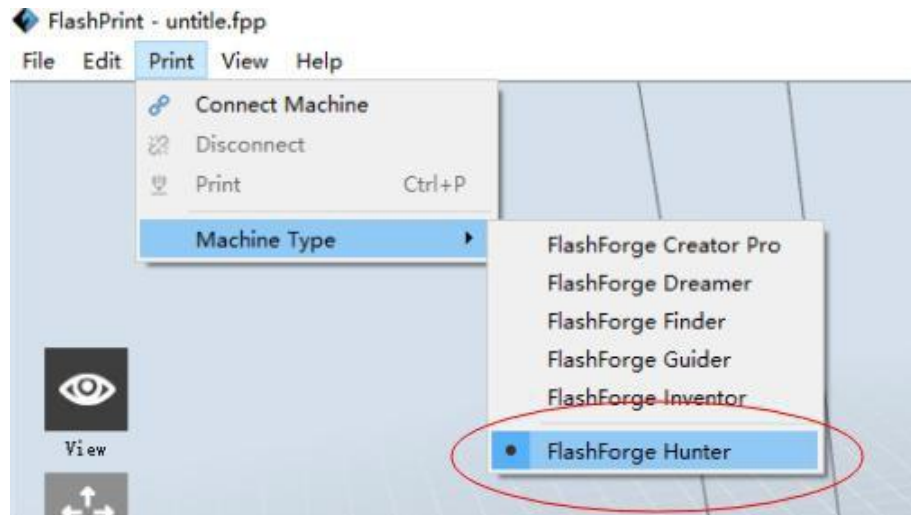 FlashPrint - untitle.fpp
File Edit Print View Help
Connect Machine
Disconnect
Print Ctrl+P
Machine Type
FlashForge Creator Pro
FlashForge Dreamer
FlashForge Finder
FlashForge Guider
FlashForge Inventor
FlashForge Hunter
View